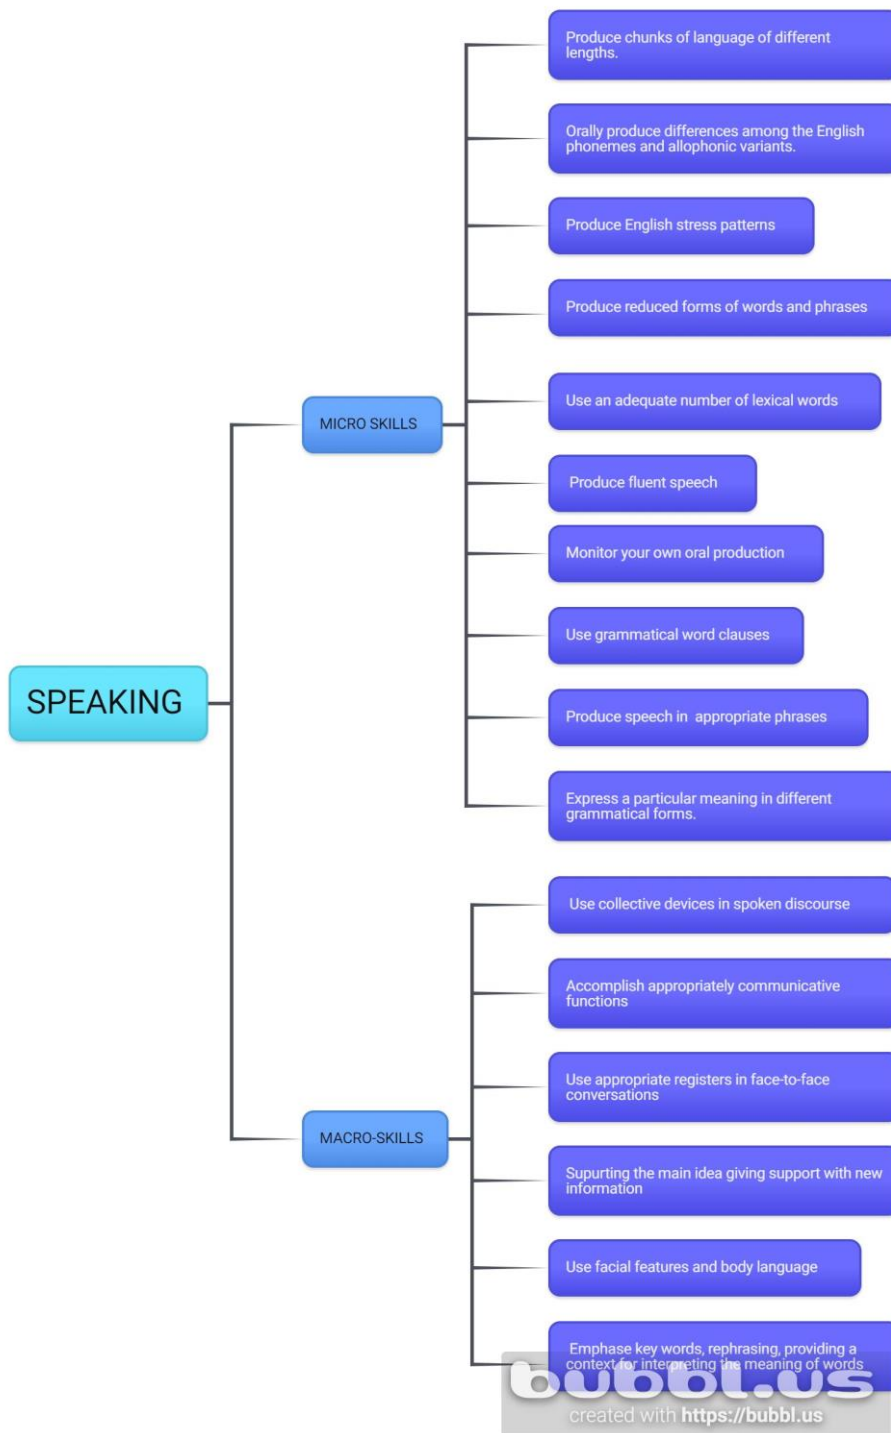 SPEAKING
MICRO SKILLS
Produce chunks of language of different
lengths.
Orally produce differences among the English
phonemes and allophonic variants.
Produce English stress patterns
Produce reduced forms of words and phrases
Use an adequate number of lexical words
Produce fluent speech
Monitor your own oral production
Use grammatical word clauses
Produce speech in appropriate phrases
Express a particular meaning in different
grammatical forms.
MACRO-SKILLS
Use collective devices in spoken discourse
Accomplish appropriately communicative
functions
Use appropriate registers in face-to-face
conversations
Supurting the main idea giving support with new
information
Use facial features and body language
Emphase key words, rephrasing, providing a
context for interpreting the meaning of words
bubbl.us
created with https://bubbl.us